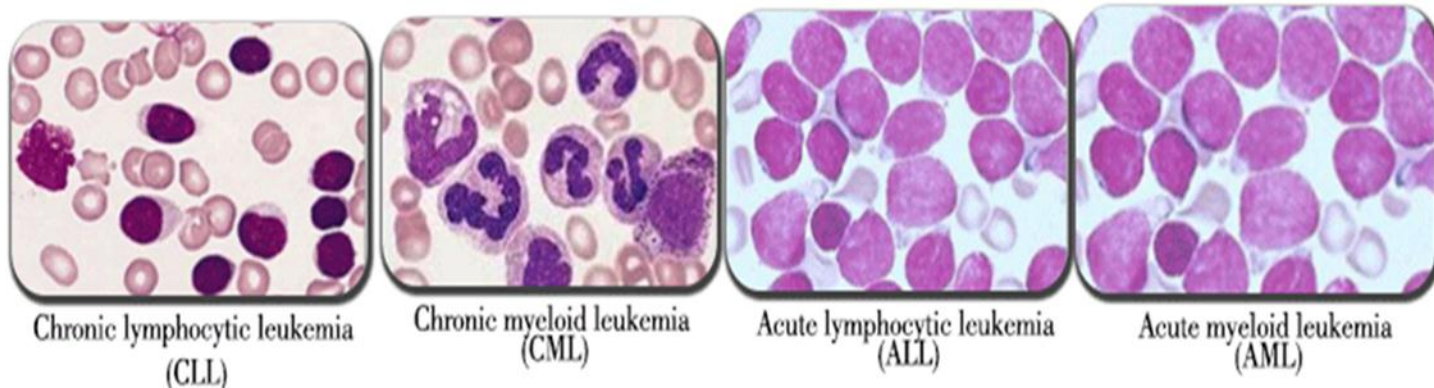 Chronic lymphocytic leukemia
(CLL)
Chronic myeloid leukemia
(CML)
Acute lymphocytic leukemia
(ALL)
Acute myeloid leukemia
(AML)